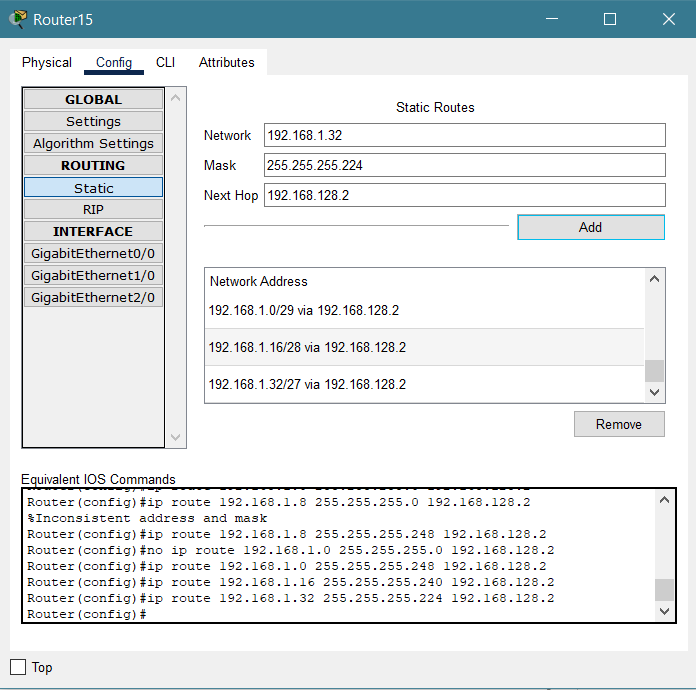 Router15
Physical Config CLI Attributes
GLOBAL
Settings
Algorithm Settings
ROUTING
Static
RIP
INTERFACE
GigabitEthernet0/0
GigabitEthernet1/0
GigabitEthernet2/0
Static Routes
Network 192.168.1.32
Mask 255.255.255.224
Next Hop 192.168.128.2
Add
Network Address
192.168.1.0/29 via 192.168.128.2
192.168.1.16/28 via 192.168.128.2
192.168.1.32/27 via 192.168.128.2
Remove
Equivalent IOS Commands
Router(config)#ip route 192.168.1.8 255.255.255.0 192.168.128.2
%Inconsistent address and mask
Router(config)#ip route 192.168.1.8 255.255.255.248 192.168.128.2
Router(config)#no ip route 192.168.1.0 255.255.255.0 192.168.128.2
Router(config)#ip route 192.168.1.0 255.255.255.248 192.168.128.2
Router(config)#ip route 192.168.1.16 255.255.255.240 192.168.128.2
Router(config)#ip route 192.168.1.32 255.255.255.224 192.168.128.2
Router(config)#
Top